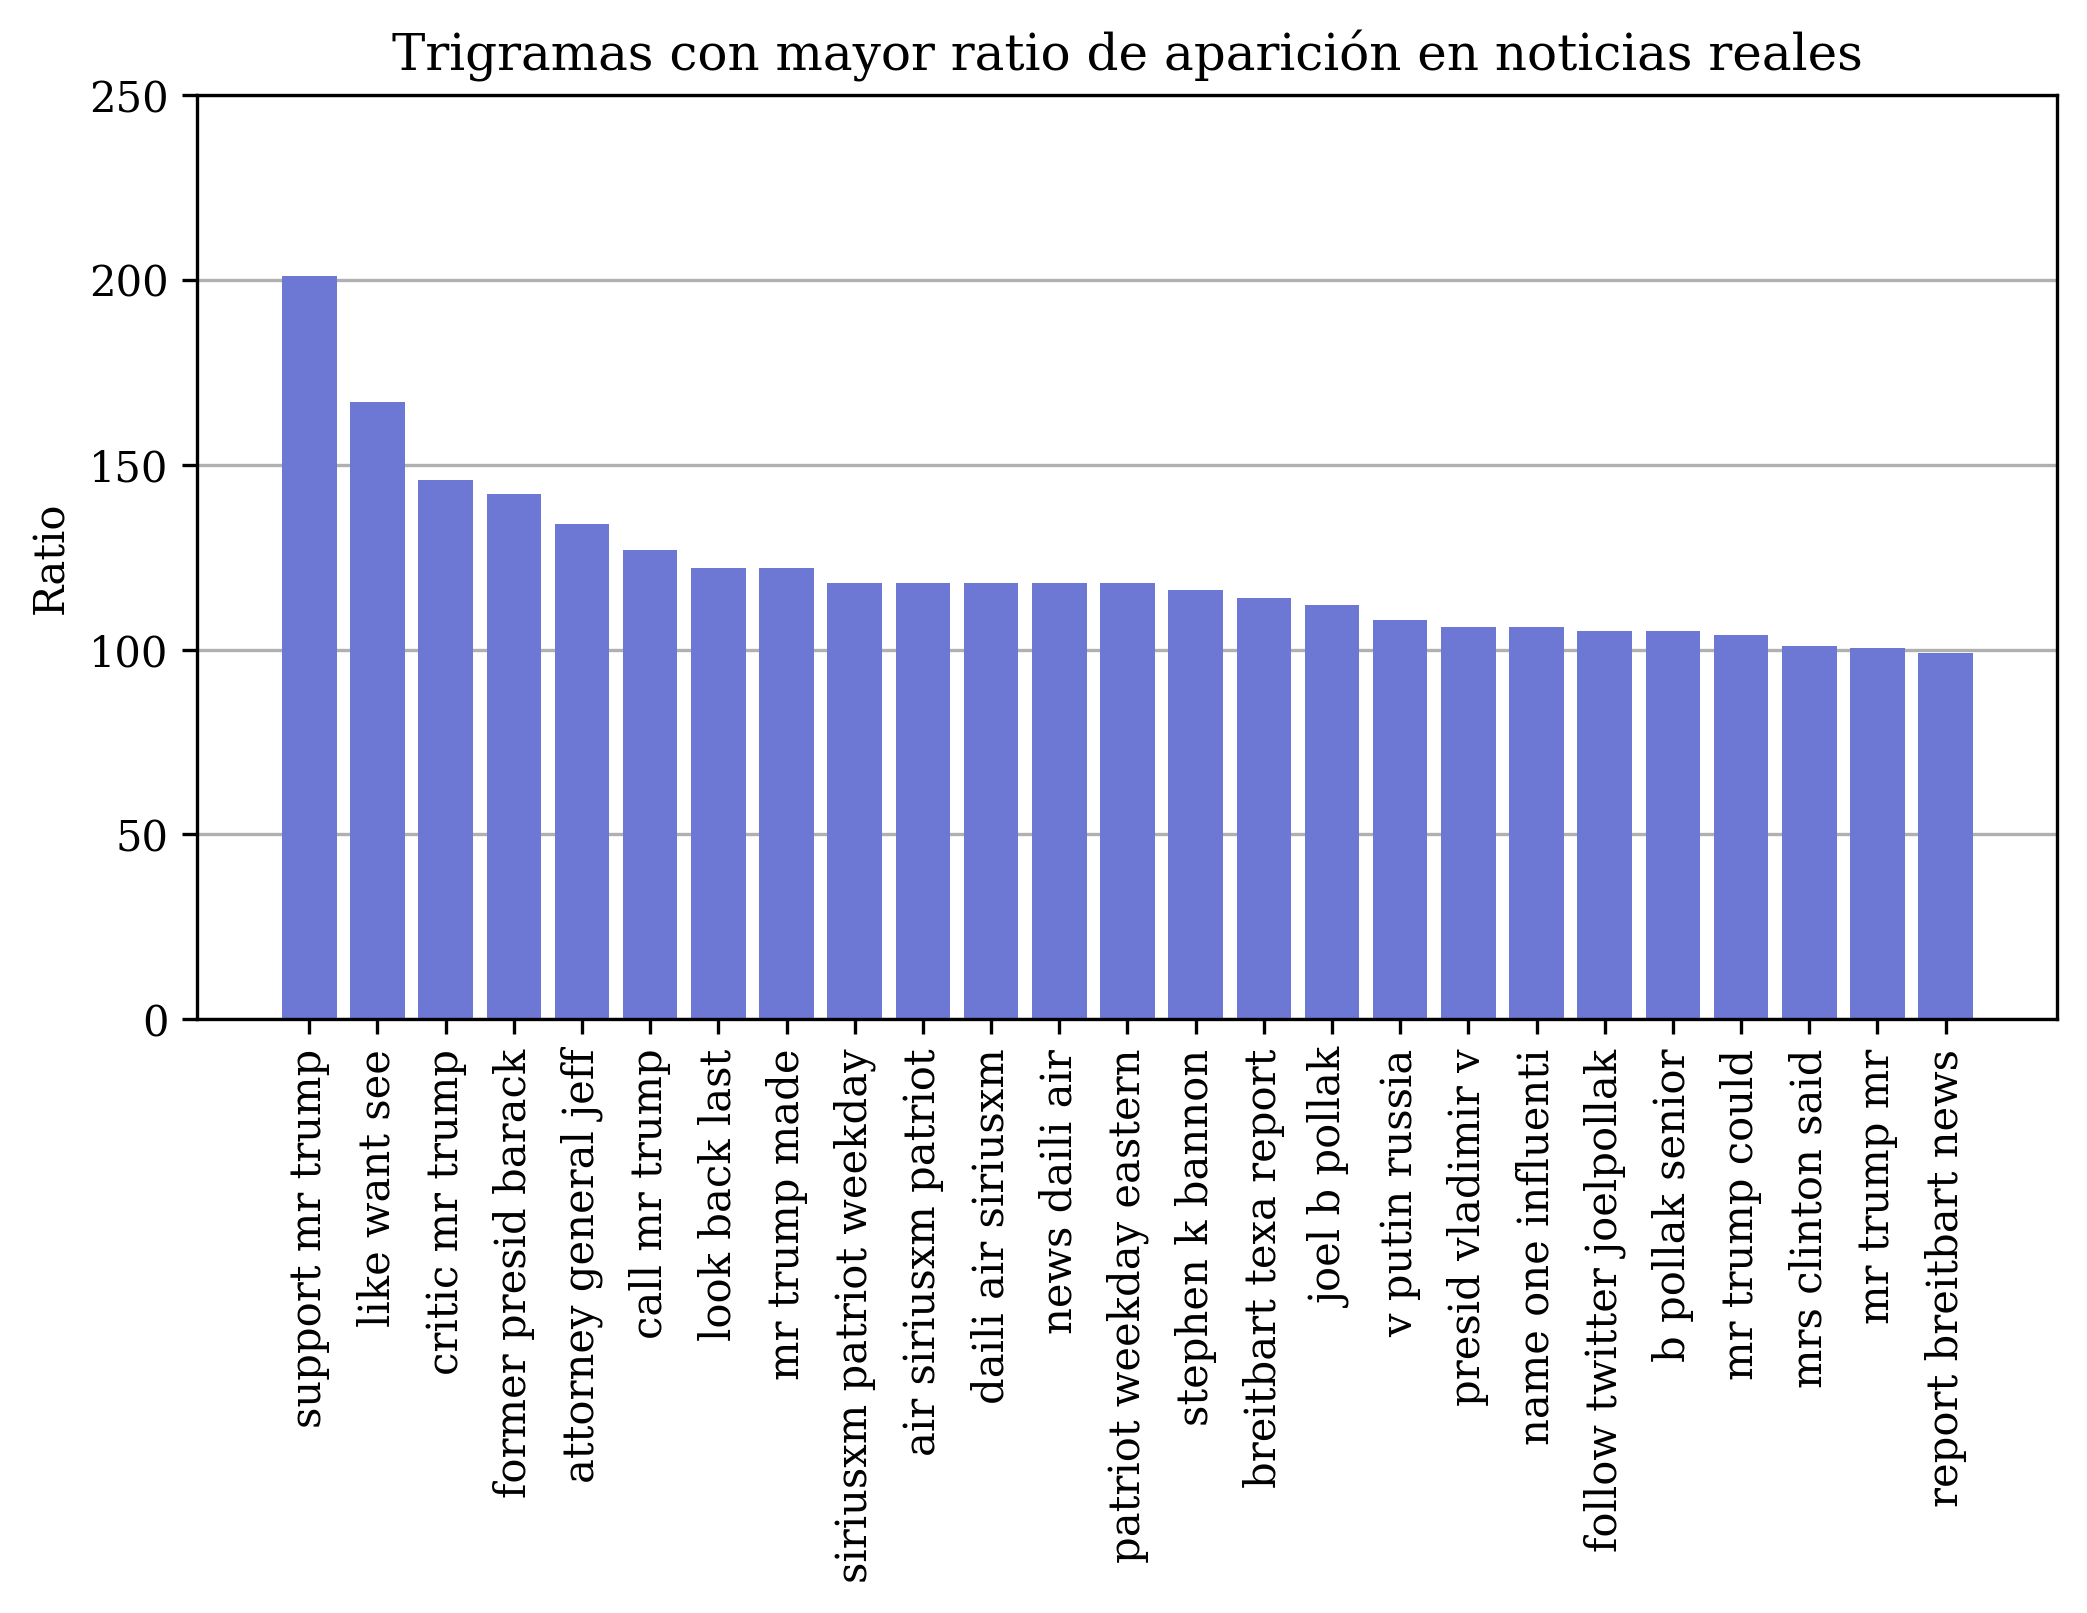 Trigramas con mayor ratio de aparición en noticias reales
Ratio
250
200
150
100
50
0
support mr trump
like want see
critic mr trump
former presid barack
attorney general jeff
call mr trump
look back last
mr trump made
siriusxm patriot weekday
air siriusxm patriot
daili air siriusxm
news daili air
patriot weekday eastern
stephen k bannon
breitbart texa report
joel b pollak
v putin russia
presid vladimir v
name one influenti
follow twitter joelpollak
b pollak senior
mr trump could
mrs clinton said
mr trump mr
report breitbart news